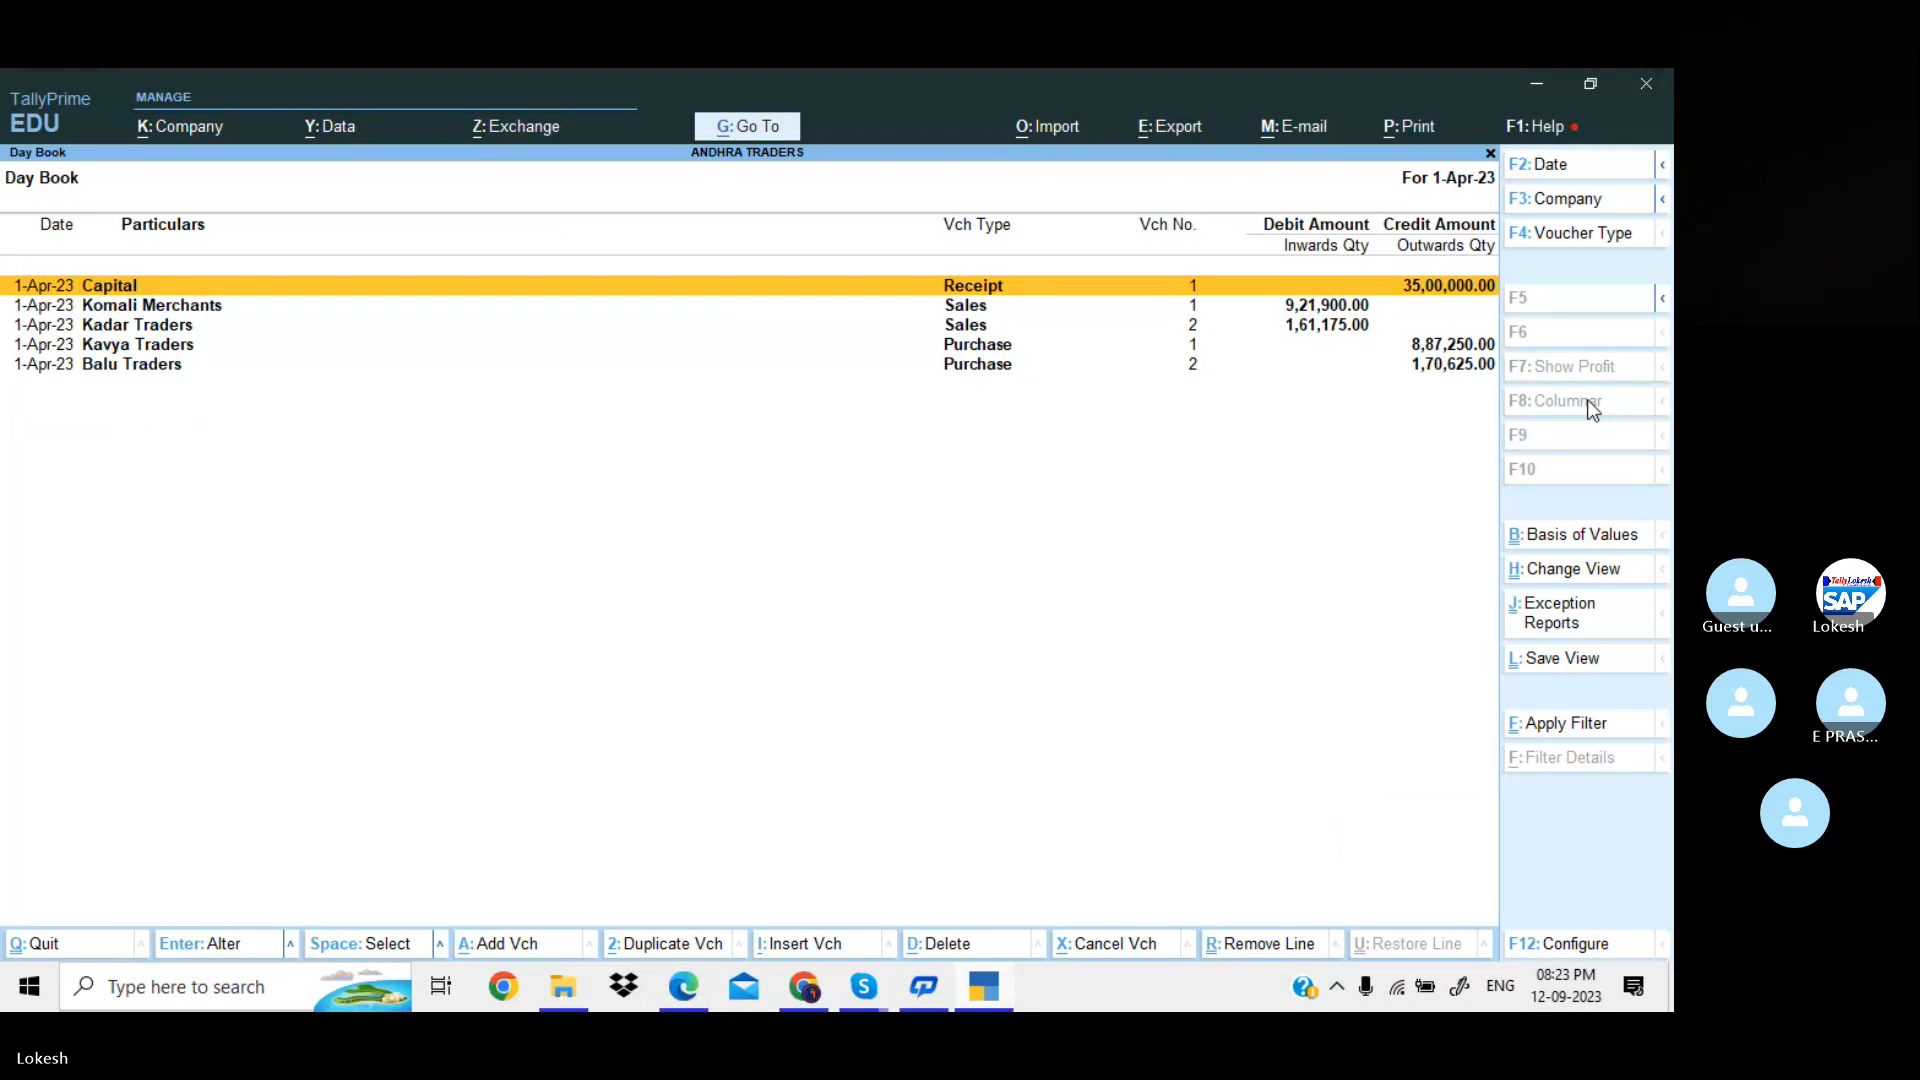 TallyPrime
EDU
MANAGE
K: Company
Y: Data
Z: Exchange
G: Go To
O: Import
E: Export
M: E-mail
P: Print
F1: Help
Day Book
ANDHRA TRADERS
Day Book
For 1-Apr-23
Date Particulars Vch Type Vch No. Debit Amount Credit Amount
Inwards Qty Outwards Qty
1-Apr-23 Capital Receipt 1 35,00,000.00
1-Apr-23 Komali Merchants Sales 1 9,21,900.00
1-Apr-23 Kadar Traders Sales 2 1,61,175.00
1-Apr-23 Kavya Traders Purchase 1 8,87,250.00
1-Apr-23 Balu Traders Purchase 2 1,70,625.00
F2: Date
F3: Company
F4: Voucher Type
F5
F6
F7: Show Profit
F8: Columnar
F9
F10
B: Basis of Values
H: Change View
J: Exception
Reports
L: Save View
F: Apply Filter
F: Filter Details
Q: Quit
Enter: Alter
Space: Select
A: Add Vch
2: Duplicate Vch
I: Insert Vch
D: Delete
X: Cancel Vch
R: Remove Line
U: Restore Line
F12: Configure
Type here to search
ENG
08:23 PM
12-09-2023
Guest u...
TallyLokesh
SAP
Lokesh
E PRAS...
Lokesh